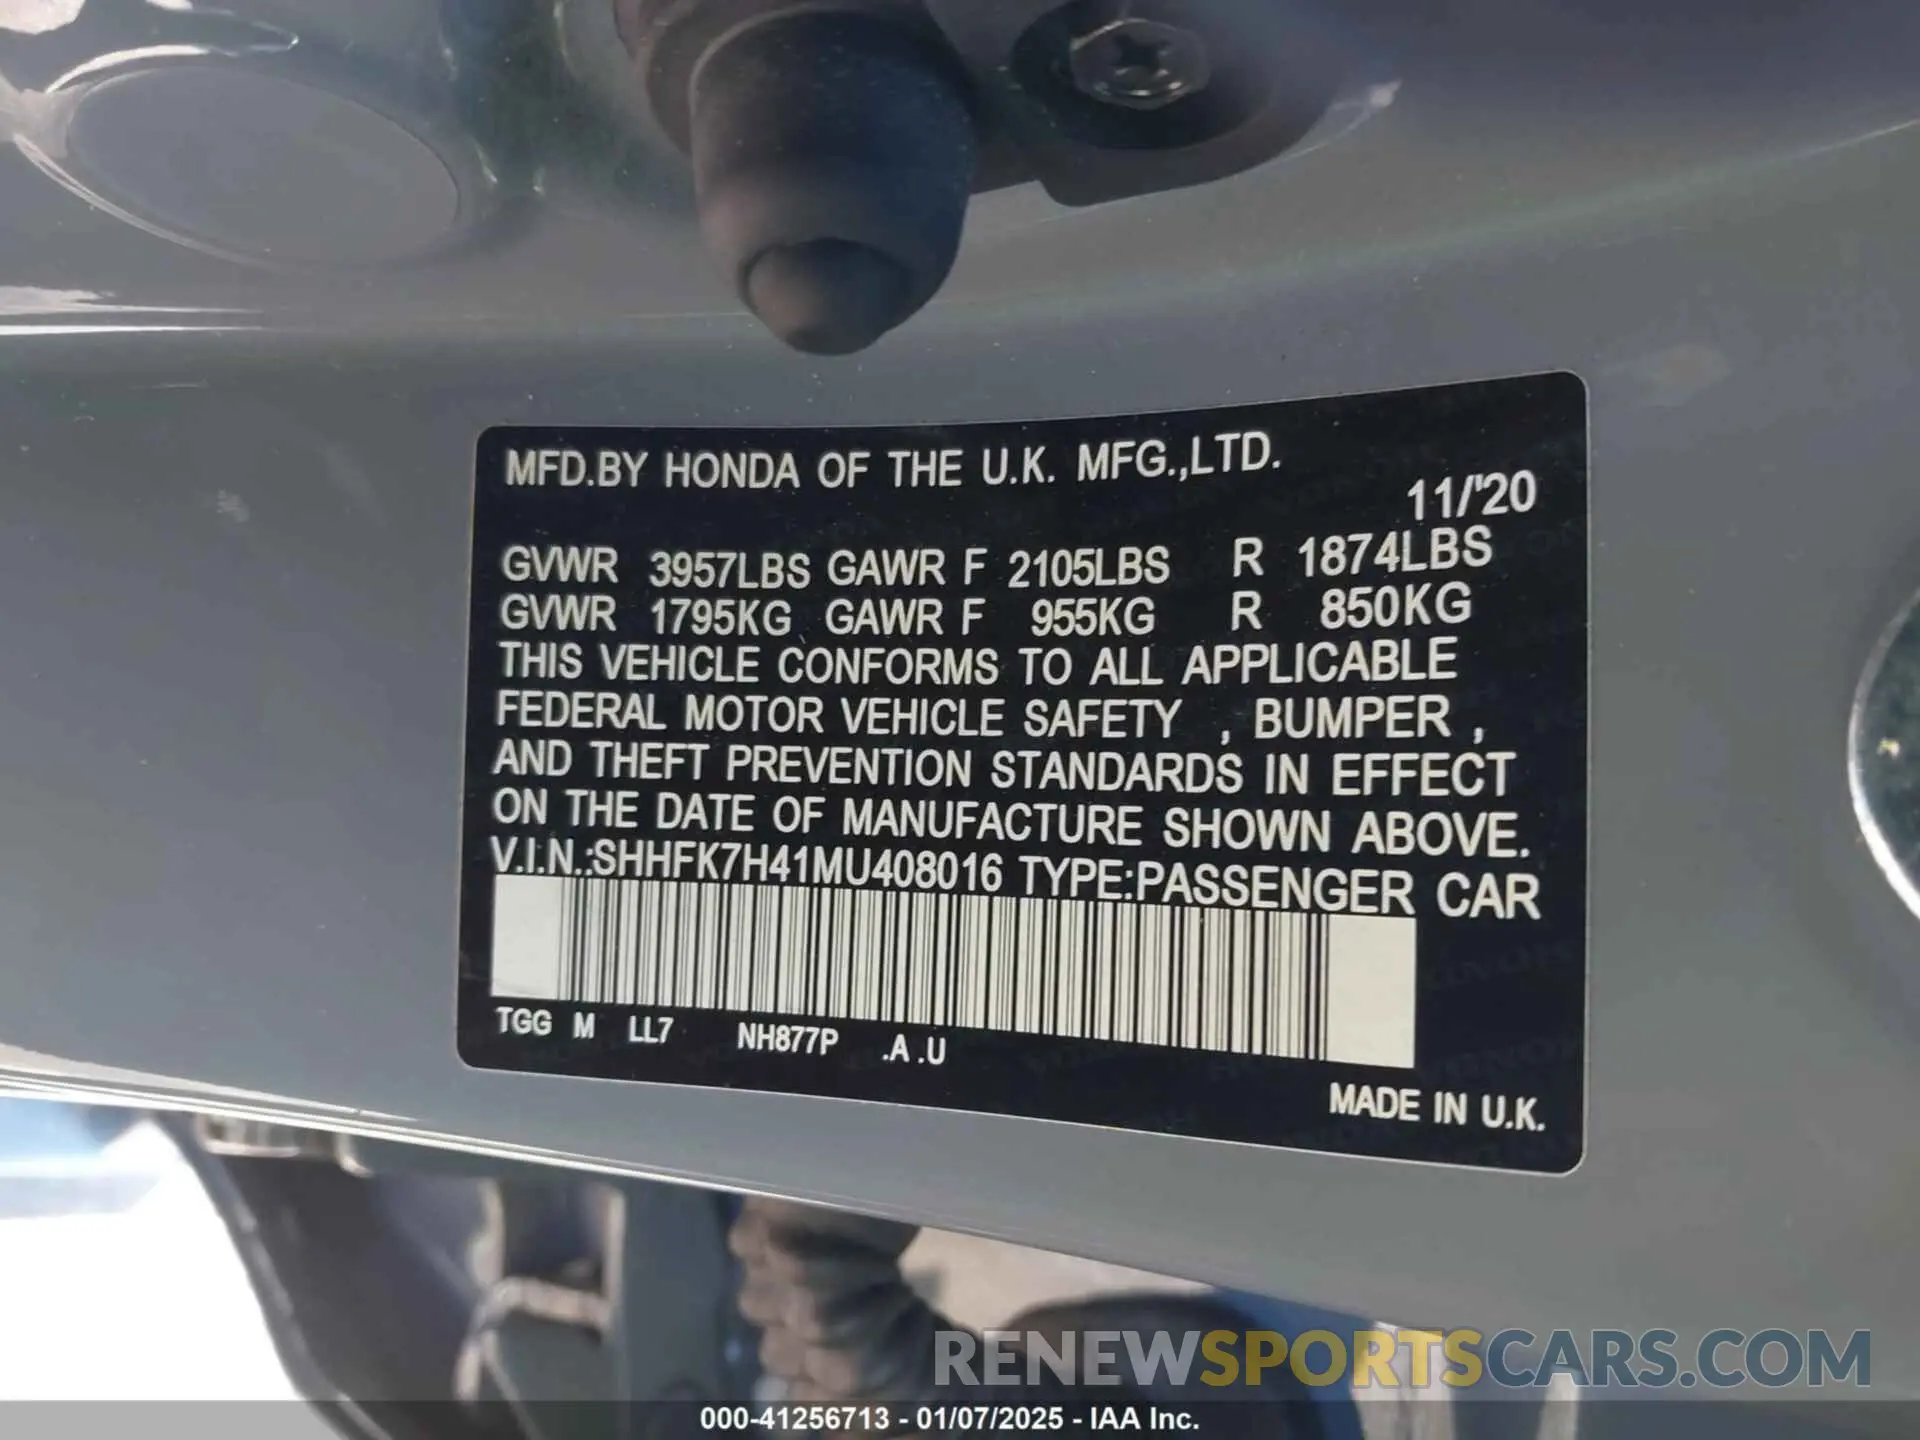 MFD.BY HONDA OF THE U.K. MFG.,LTD.
11/'20
GVWR 3957LBS GAWR F 2105LBS R 1874LBS
GVWR 1795KG GAWR F 955KG R 850KG
THIS VEHICLE CONFORMS TO ALL APPLICABLE
FEDERAL MOTOR VEHICLE SAFETY , BUMPER ,
AND THEFT PREVENTION STANDARDS IN EFFECT
ON THE DATE OF MANUFACTURE SHOWN ABOVE.
V.I.N.:SHHFK7H41MU408016 TYPE:PASSENGER CAR
TGG M LL7 NH877P .A .U
MADE IN U.K.
RENEWSPORTSCARS.COM
000-41256713 - 01/07/2025 - IAA Inc.